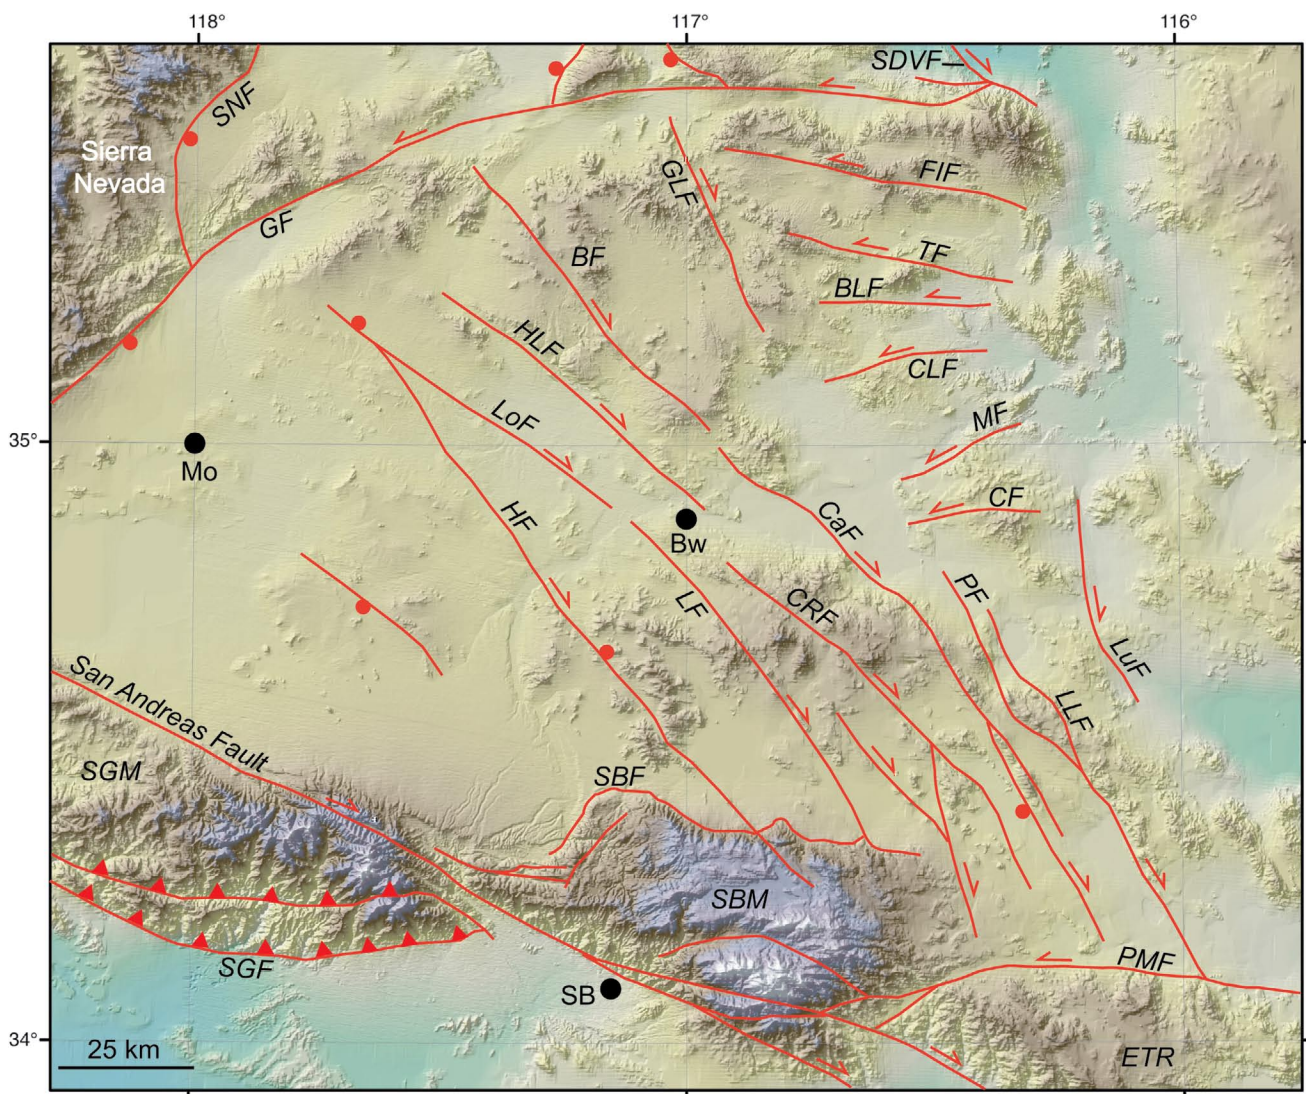 118°
117°
116°
SDVF
SNF
Sierra
Nevada
GLF
FIF
GF
BF
TF
BLF
HLF
CLF
LoF
MF
35°
Mo
HF
CF
CaF
Bw
PF
LF
CRF
LuF
San Andreas Fault
LLF
SGM
SBF
SBM
SGF
PMF
SB
34°
25 km
ETR